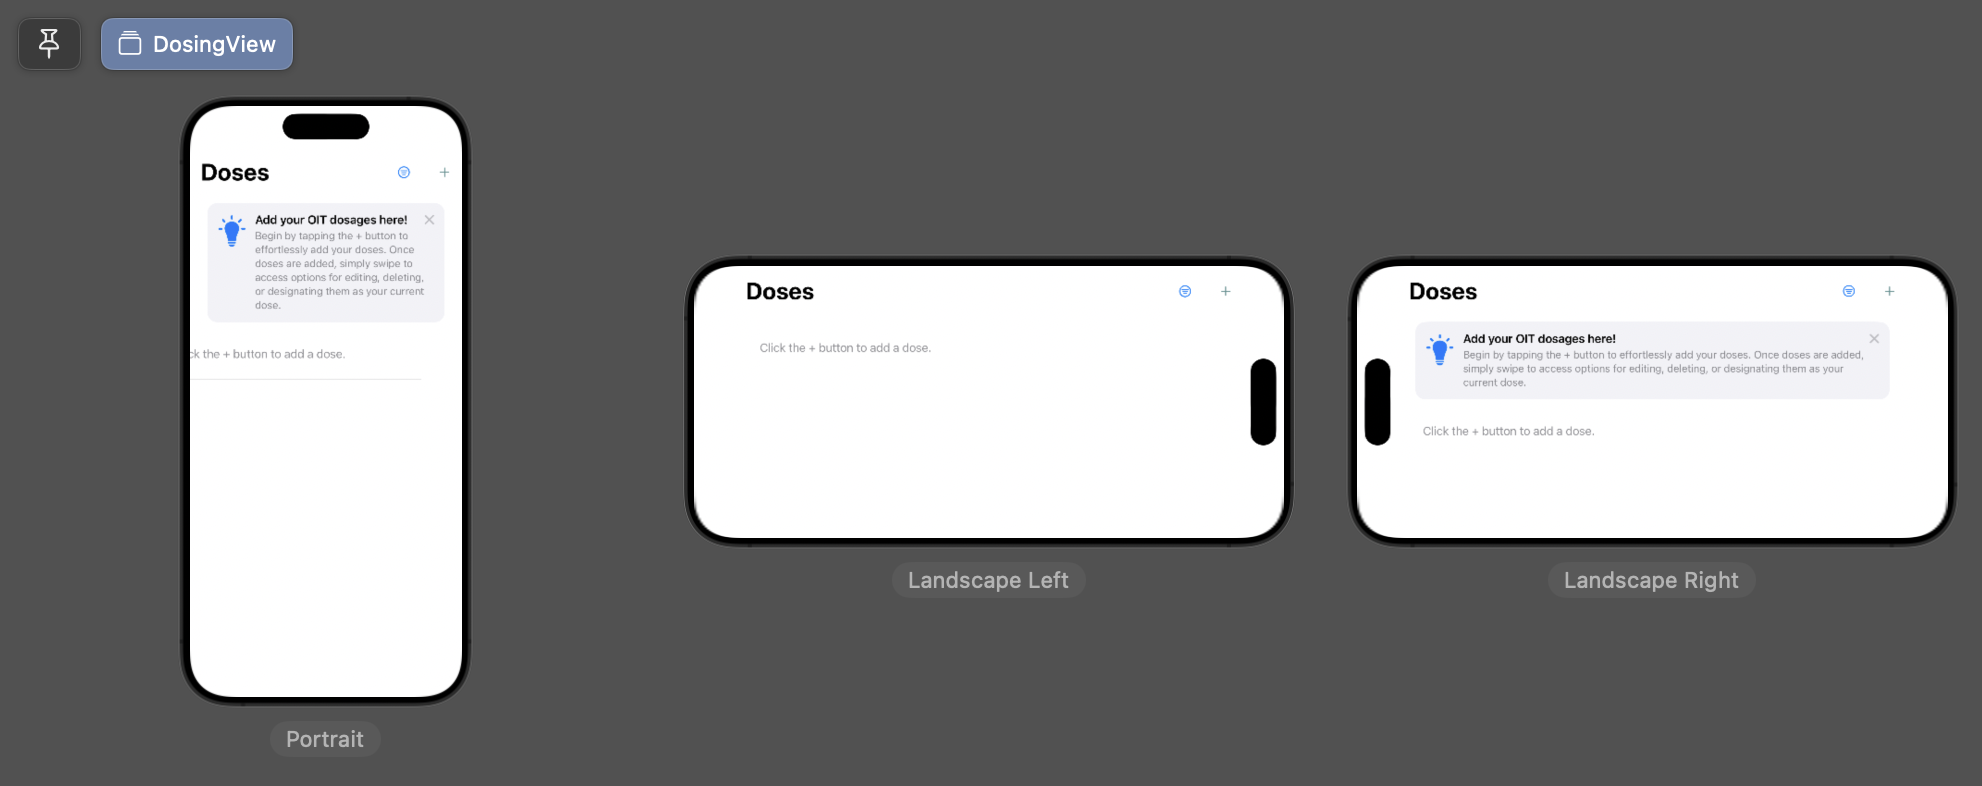 DosingView
Doses
Add your OIT dosages here!
Begin by tapping the + button to
effortlessly add your doses. Once
doses are added, simply swipe to
access options for editing, deleting,
or designating them as your current
dose.
ck the + button to add a dose.
Portrait
Doses
Click the + button to add a dose.
Landscape Left
Doses
Add your OIT dosages here!
Begin by tapping the + button to effortlessly add your doses. Once doses are added,
simply swipe to access options for editing, deleting, or designating them as your
current dose.
Click the + button to add a dose.
Landscape Right